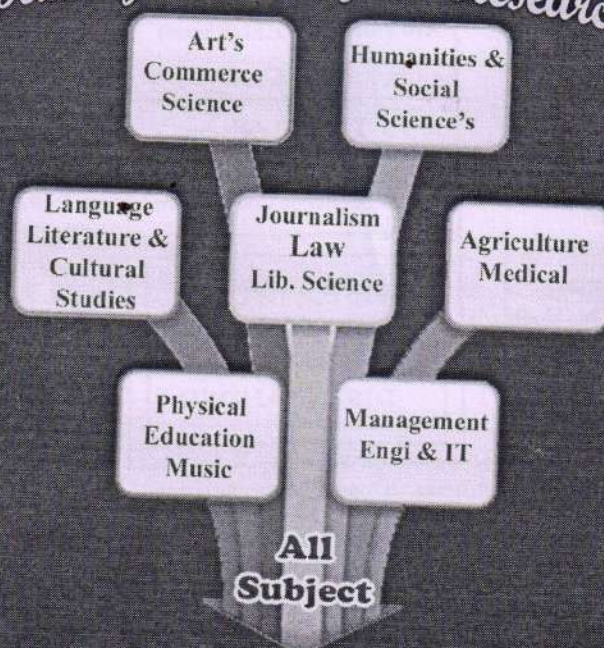 Art's
Commerce
Science
Humanities &
Social
Science's
Language
Literature &
Cultural
Studies
Journalism
Law
Lib. Science
Agriculture
Medical
Physical
Education
Music
Management
Engi & IT
All
Subject